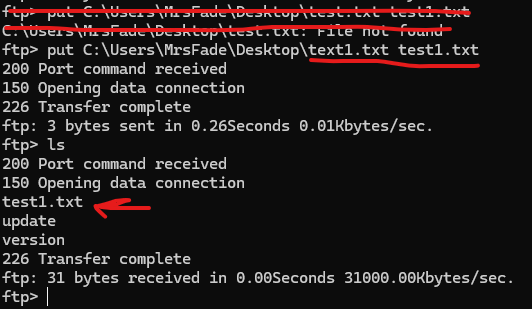 ftp> put C:\Users\MrsFade\Desktop\test.txt test1.txt
C:\Users\MrsFade\Desktop\test.txt: File not found
ftp> put C:\Users\MrsFade\Desktop\text1.txt test1.txt
200 Port command received
150 Opening data connection
226 Transfer complete
ftp: 3 bytes sent in 0.26Seconds 0.01Kbytes/sec.
ftp> ls
200 Port command received
150 Opening data connection
test1.txt
update
version
226 Transfer complete
ftp: 31 bytes received in 0.00Seconds 31000.00Kbytes/sec.
ftp>